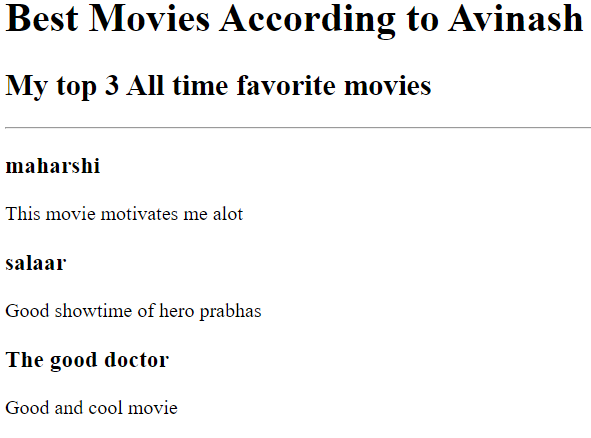 Best Movies According to Avinash
My top 3 All time favorite movies
maharshi
This movie motivates me alot
salaar
Good showtime of hero prabhas
The good doctor
Good and cool movie